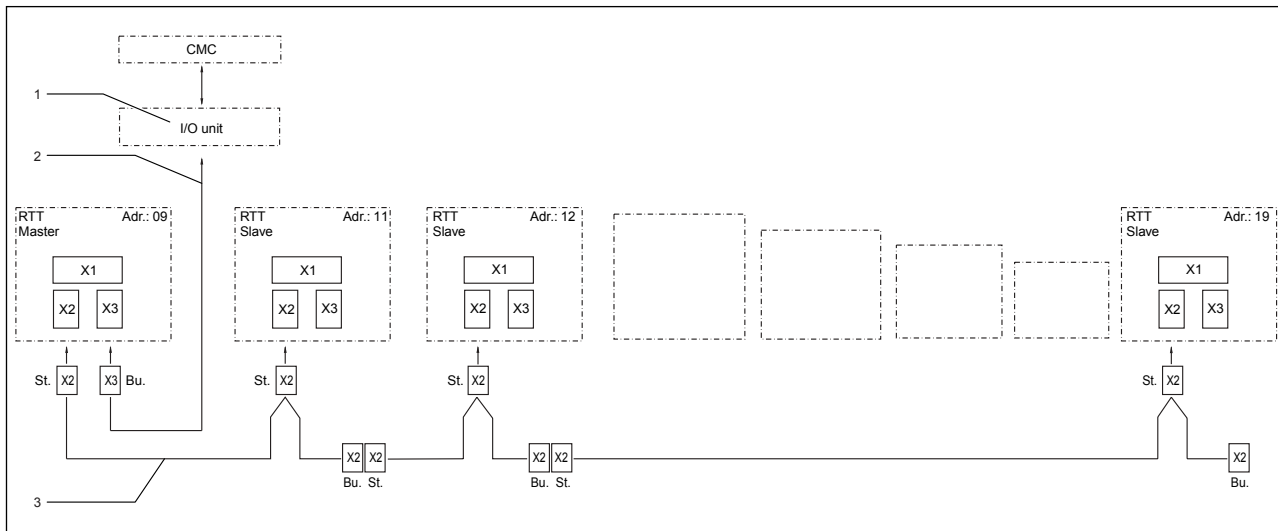 CMC
1
I/O unit
2
RTT Adr.: 09
Master
X1
X2 X3
RTT Adr.: 11
Slave
X1
X2 X3
RTT Adr.: 12
Slave
X1
X2 X3
RTT Adr.: 19
Slave
X1
X2 X3
St. X2 X3 Bu.
St. X2
St. X2
St. X2
X2 X2
Bu. St.
X2 X2
Bu. St.
X2
Bu.
3